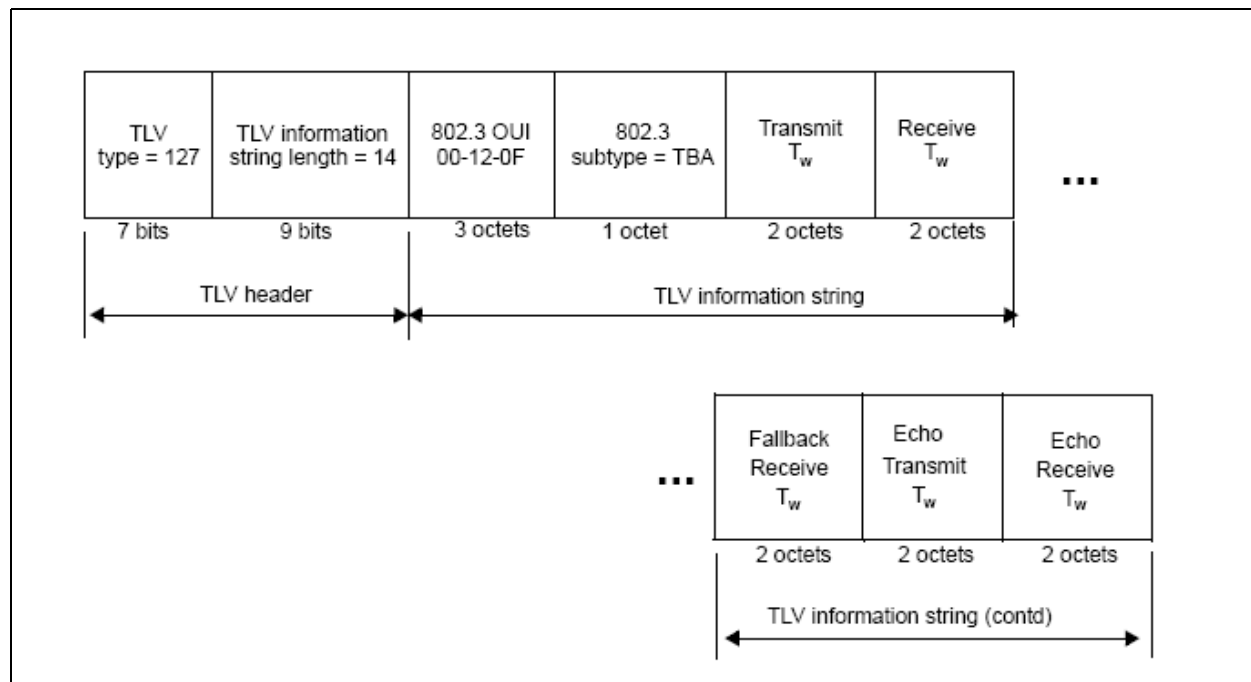 TLV
type = 127
TLV information
string length = 14
802.3 OUI
00-12-0F
802.3
subtype = TBA
Transmit
Tw
Receive
Tw
...
7 bits
9 bits
3 octets
1 octet
2 octets
2 octets
TLV header
TLV information string
...
Fallback
Receive
Tw
Echo
Transmit
Tw
Echo
Receive
Tw
2 octets
2 octets
2 octets
TLV information string (contd)